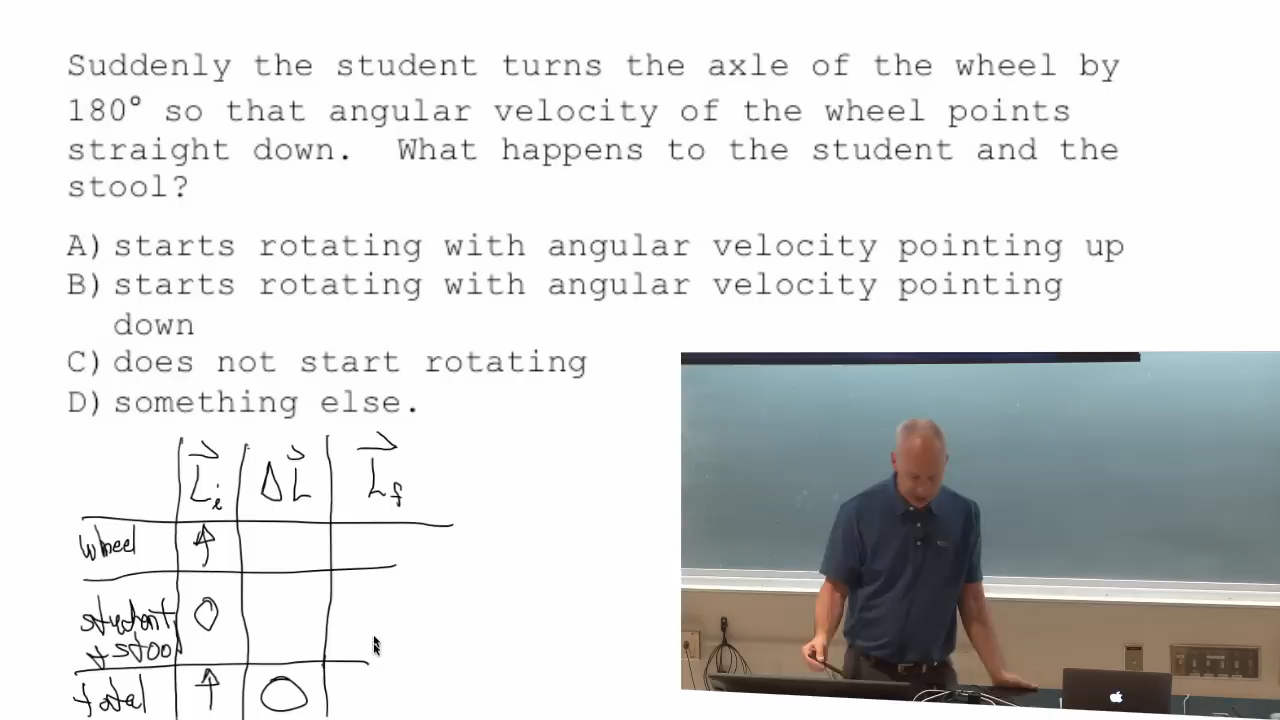 Suddenly the student turns the axle of the wheel by
180° so that angular velocity of the wheel points
straight down. What happens to the student and the
stool?
A) starts rotating with angular velocity pointing up
B) starts rotating with angular velocity pointing
down
C) does not start rotating
D) something else.
L⃗i ΔL⃗ L⃗f
wheel ↑
student 0
+ stool
total ↑ 0